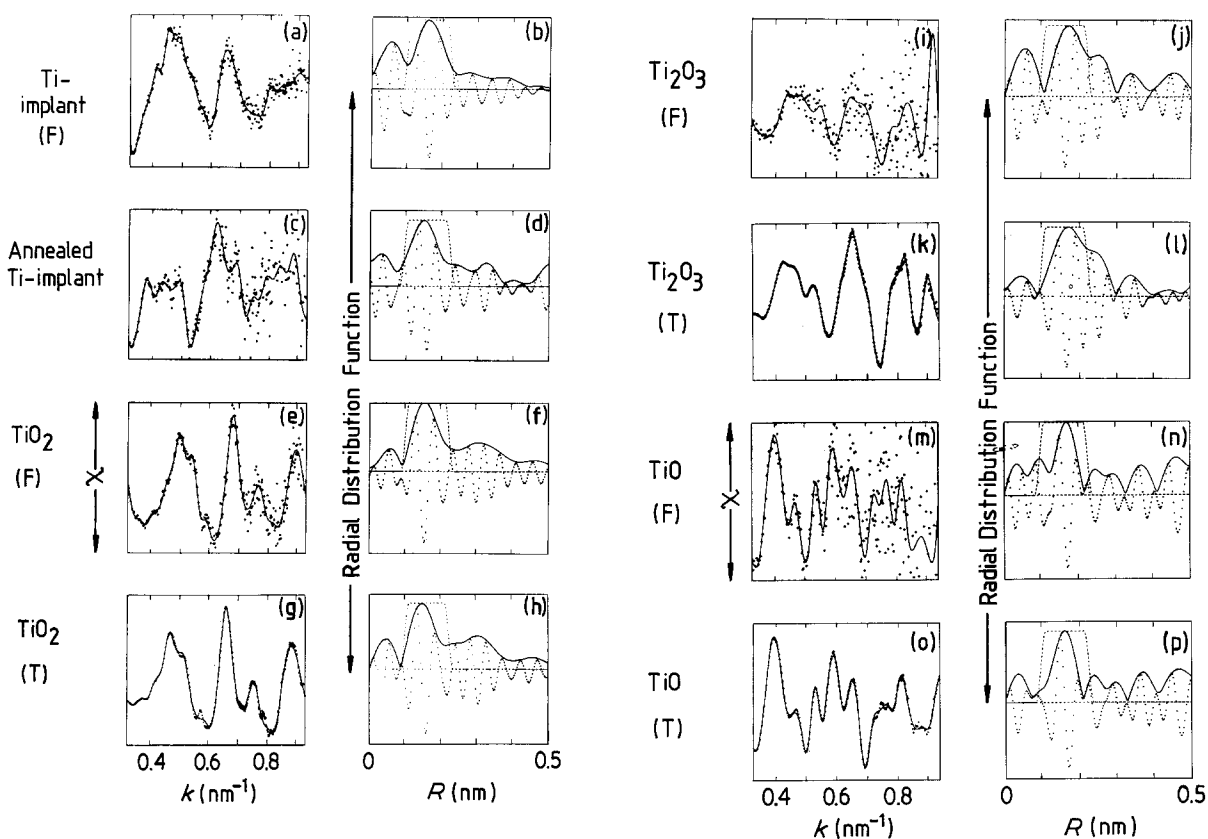 (a)
(b)
Ti-
implant
(F)
(c)
(d)
Annealed
Ti-implant
(e)
(f)
TiO2
(F)
χ
(g)
(h)
TiO2
(T)
0.4 0.6 0.8
k (nm-1)
Radial Distribution Function
0 0.5
R (nm)
(i)
(j)
Ti2O3
(F)
(k)
(l)
Ti2O3
(T)
(m)
(n)
TiO
(F)
χ
(o)
(p)
TiO
(T)
0.4 0.6 0.8
k (nm-1)
Radial Distribution Function
0 0.5
R (nm)